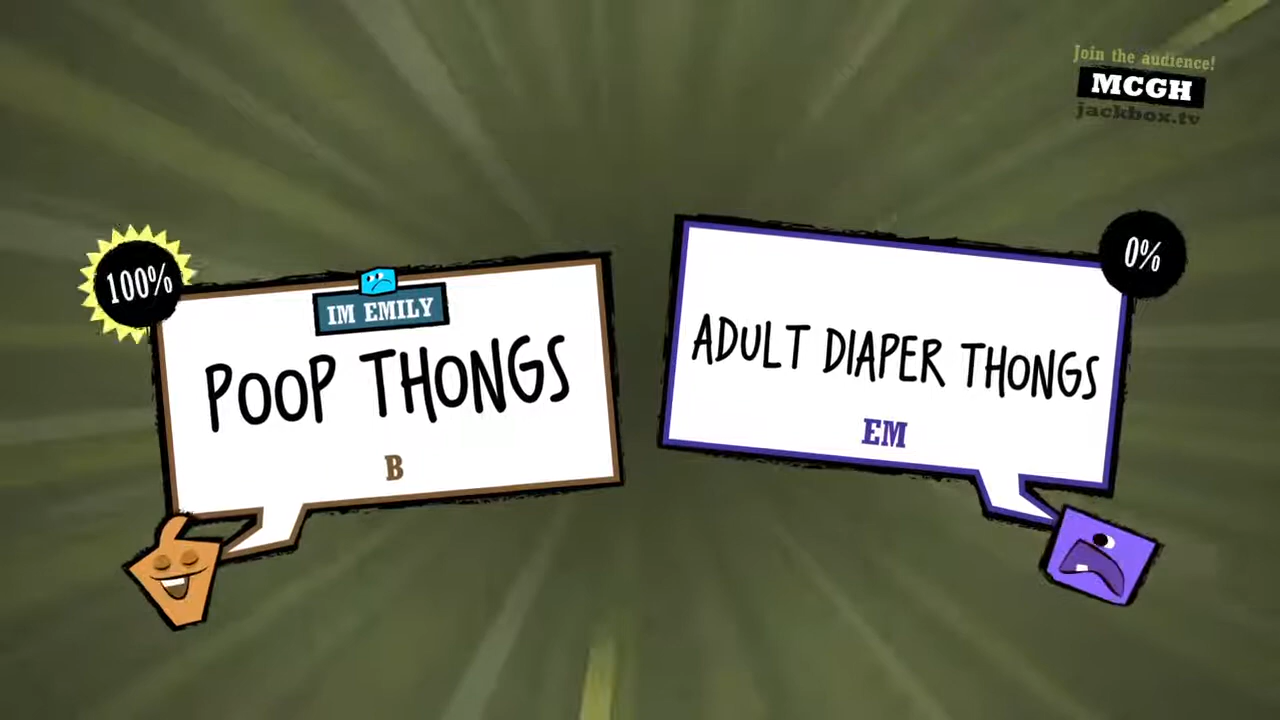 Join the audience!
MCGH
jackbox.tv
100%
IM EMILY
POOP THONGS
B
0%
ADULT DIAPER THONGS
EM